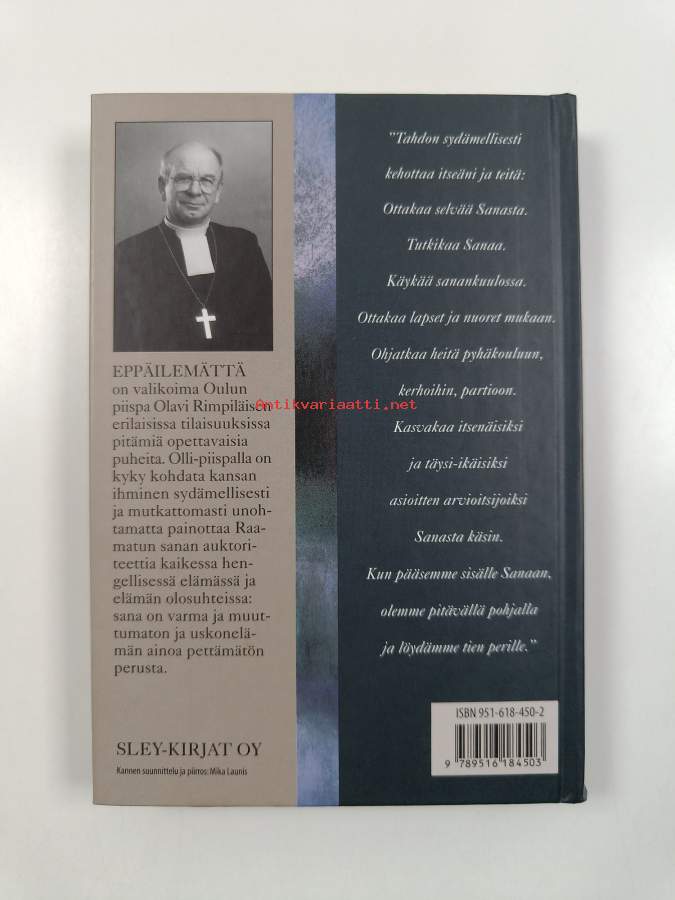 EPPÄILEMÄTTÄ
on valikoima Oulun
piispa Olavi Rimpiläisen
erilaisissa tilaisuuksissa
pitämiä opettavaisia
puheita. Olli-piispalla on
kyky kohdata kansan
ihminen sydämellisesti
ja mutkattomasti unoh-
tamatta painottaa Raa-
matun sanan auktori-
teettia kaikessa hen-
gellisessä elämässä ja
elämän olosuhteissa:
sana on varma ja muut-
tumaton ja uskonelä-
män ainoa pettämätön
perusta.
SLEY-KIRJAT OY
Kannen suunnittelu ja piirros: Mika Launis
"Tahdon sydämellisesti
kehottaa itseäni ja teitä:
Ottakaa selvää Sanasta.
Tutkikaa Sanaa.
Käykää sanankuulossa.
Ottakaa lapset ja nuoret mukaan.
Ohjatkaa heitä pyhäkouluun,
kerhoihin, partioon.
Kasvakaa itsenäisiksi
ja täysi-ikäisiksi
asioitten arvioitsijoiksi
Sanasta käsin.
Kun pääsemme sisälle Sanaan,
olemme pitävällä pohjalla
ja löydämme tien perille."
ISBN 951-618-450-2
9 789516 184503
Antikvariaatti.net